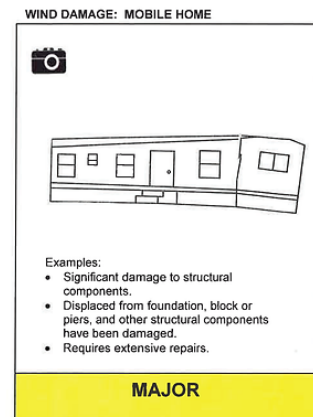 WIND DAMAGE: MOBILE HOME
Examples:
• Significant damage to structural
components.
• Displaced from foundation, block or
piers, and other structural components
have been damaged.
• Requires extensive repairs.
MAJOR